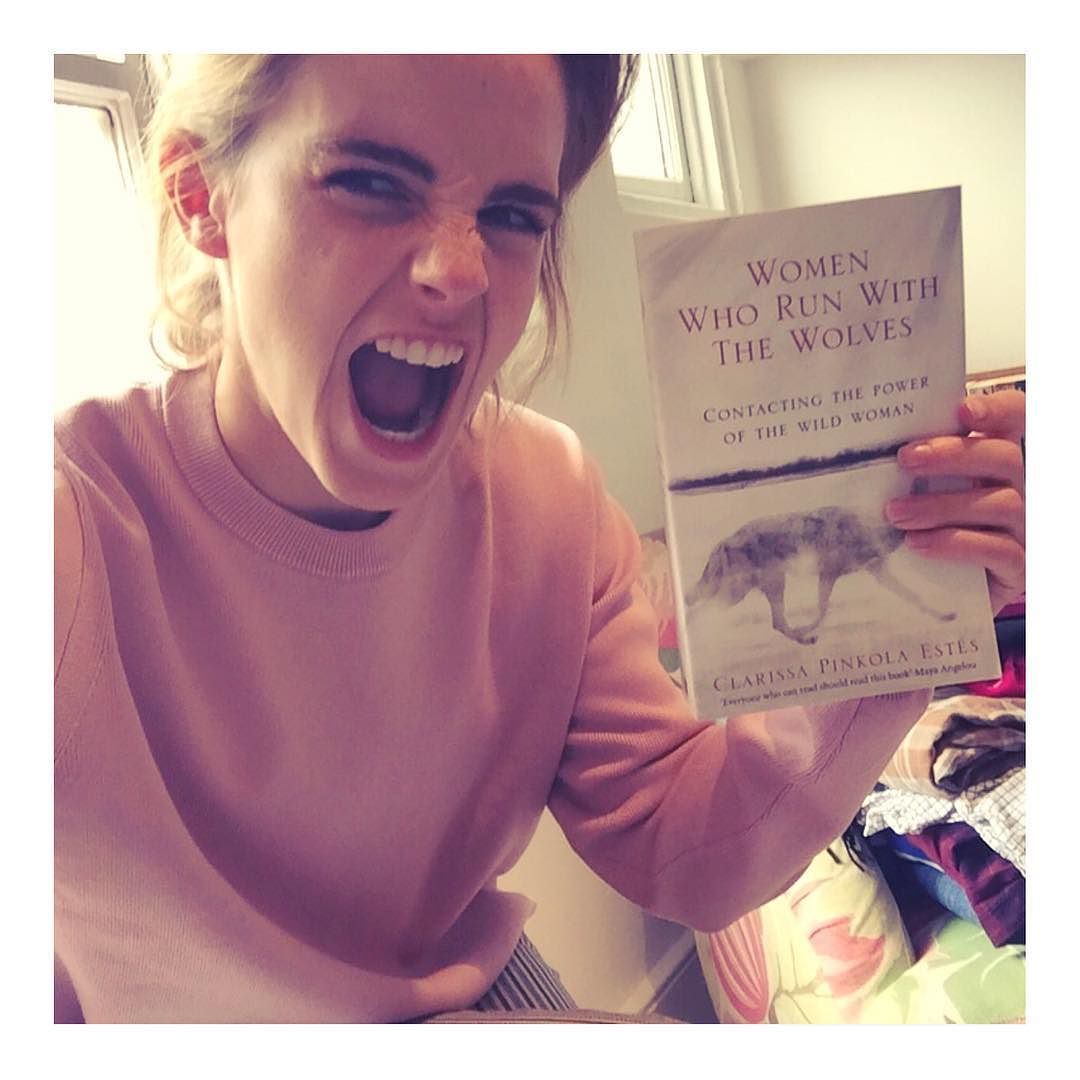 WOMEN
WHO RUN WITH
THE WOLVES
CONTACTING THE POWER
OF THE WILD WOMAN
CLARISSA PINKOLA ESTÉS
'Everyone who can read should read this book' Maya Angelou